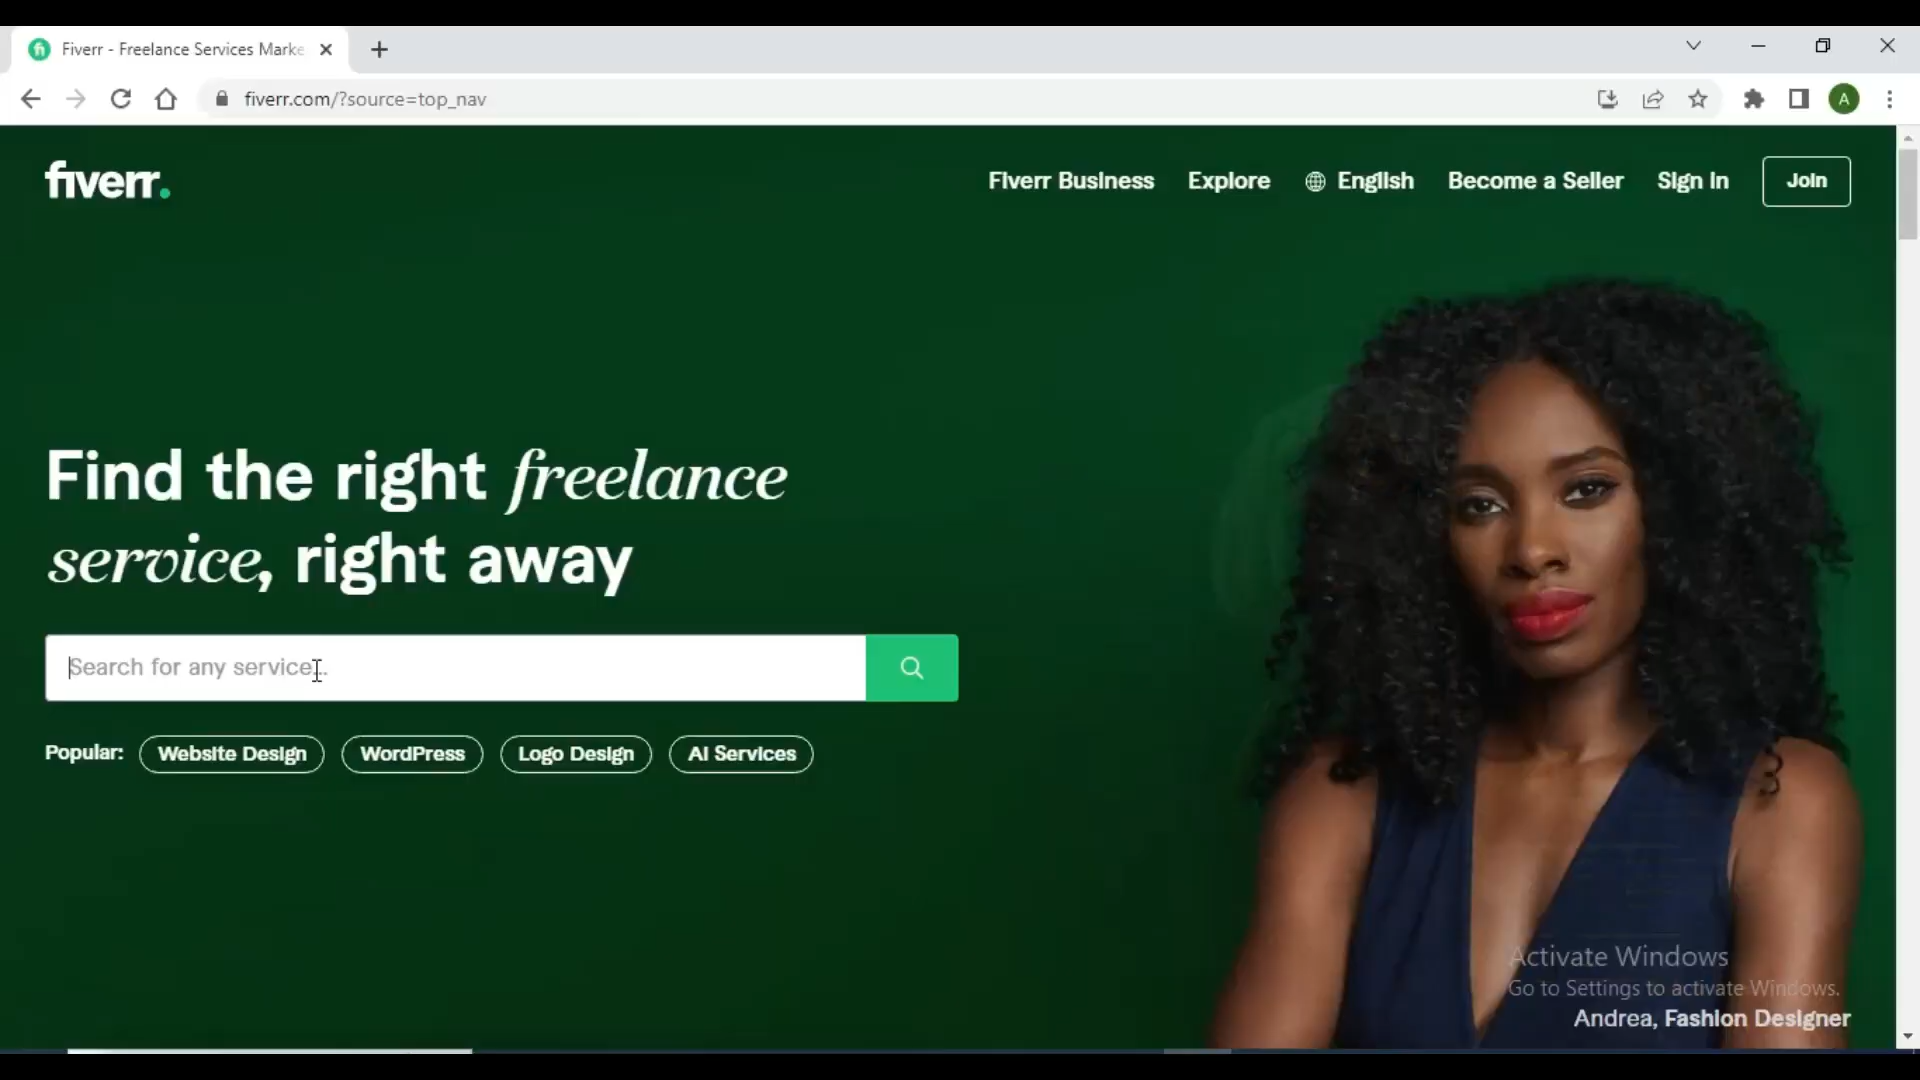 Fiverr - Freelance Services Marke
fiverr.com/?source=top_nav
A
fiverr.
Fiverr Business
Explore
English
Become a Seller
Sign In
Join
Find the right freelance
service, right away
Search for any service...
Popular:
Website Design
WordPress
Logo Design
AI Services
Activate Windows
Go to Settings to activate Windows.
Andrea, Fashion Designer